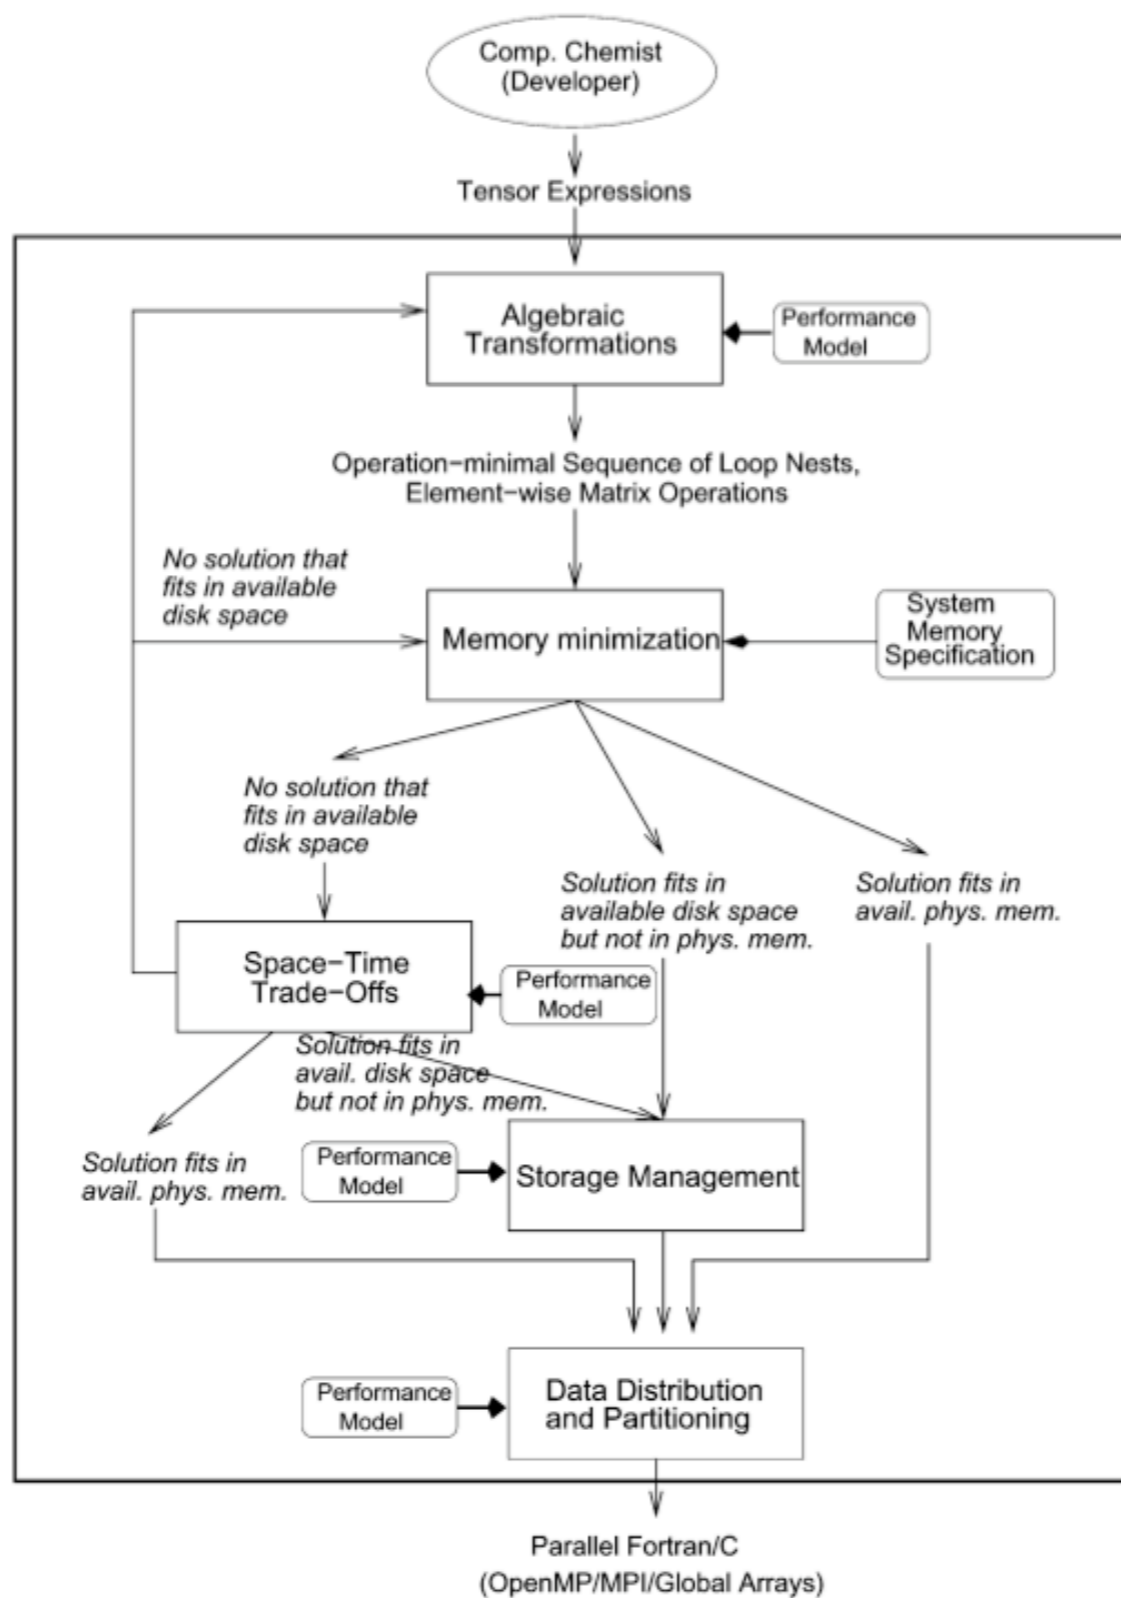 Comp. Chemist
(Developer)
Tensor Expressions
Algebraic
Transformations
Performance
Model
Operation−minimal Sequence of Loop Nests,
Element−wise Matrix Operations
No solution that
fits in available
disk space
Memory minimization
System
Memory
Specification
No solution that
fits in available
disk space
Solution fits in
available disk space
but not in phys. mem.
Solution fits in
avail. phys. mem.
Space−Time
Trade−Offs
Performance
Model
Solution fits in
avail. disk space
but not in phys. mem.
Solution fits in
avail. phys. mem.
Performance
Model
Storage Management
Performance
Model
Data Distribution
and Partitioning
Parallel Fortran/C
(OpenMP/MPI/Global Arrays)